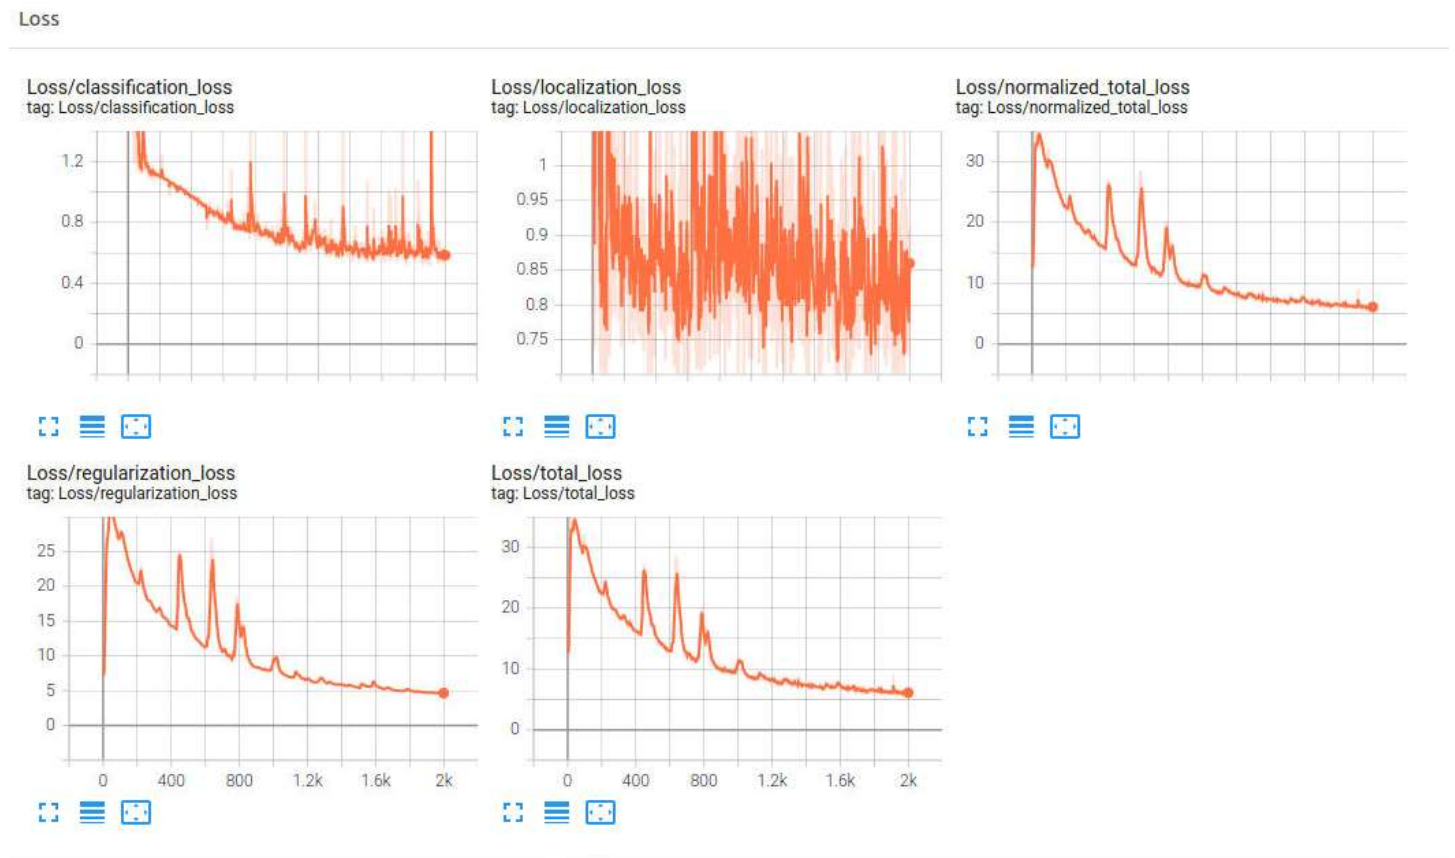 Loss
Loss/classification_loss
tag: Loss/classification_loss
1.2
0.8
0.4
0
Loss/localization_loss
tag: Loss/localization_loss
1
0.95
0.9
0.85
0.8
0.75
Loss/normalized_total_loss
tag: Loss/normalized_total_loss
30
20
10
0
Loss/regularization_loss
tag: Loss/regularization_loss
25
20
15
10
5
0
0 400 800 1.2k 1.6k 2k
Loss/total_loss
tag: Loss/total_loss
30
20
10
0
0 400 800 1.2k 1.6k 2k